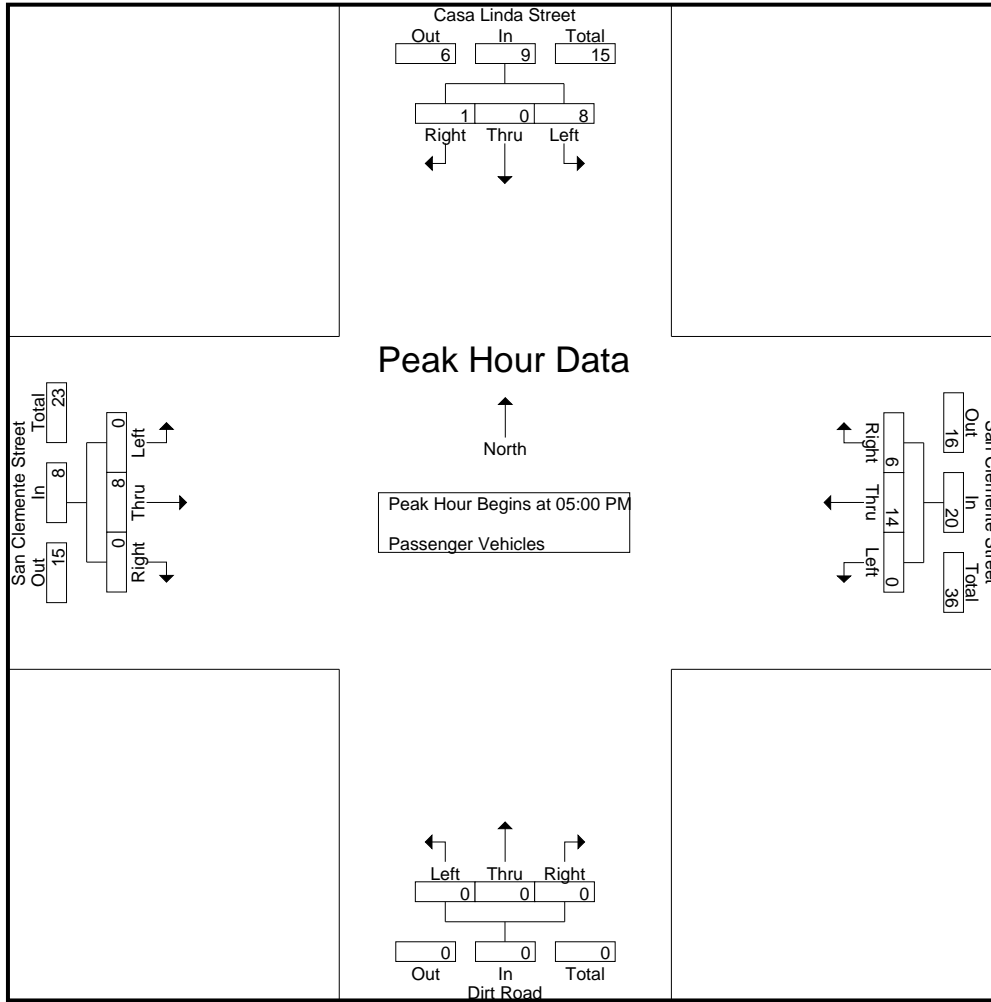 Casa Linda Street
Out In Total
6 9 15
1 0 8
Right Thru Left
Peak Hour Data
North
Peak Hour Begins at 05:00 PM
Passenger Vehicles
San Clemente Street
Total In Out
23 8 15
0 8 0
Left Thru Right
San Clemente Street
Out In Total
16 20 36
6 14 0
Right Thru Left
Left Thru Right
0 0 0
0 0 0
Out In Total
Dirt Road